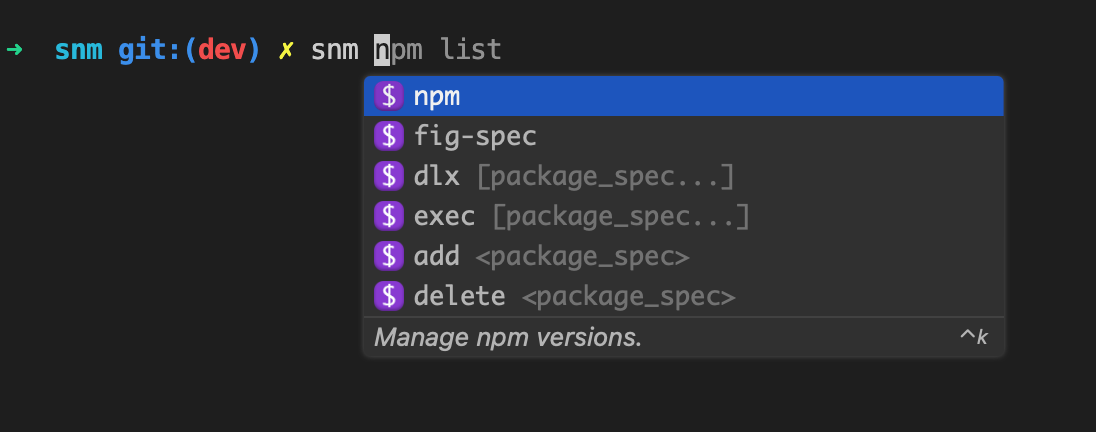 ➜ snm git:(dev) ✗ snm npm list
$ npm
$ fig-spec
$ dlx [package_spec...]
$ exec [package_spec...]
$ add <package_spec>
$ delete <package_spec>
Manage npm versions. ^k